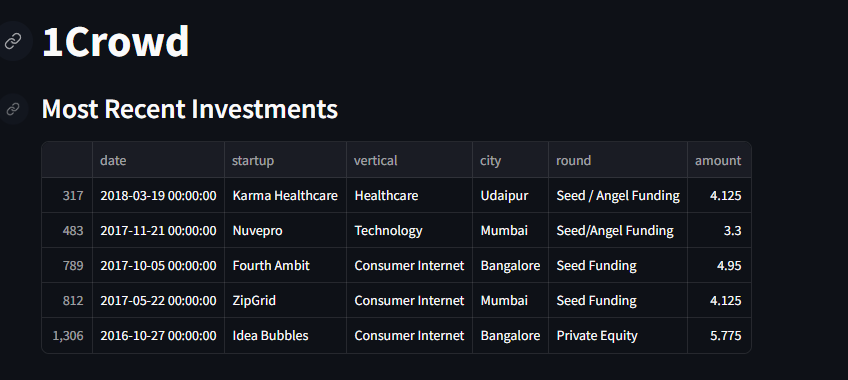 1Crowd
Most Recent Investments
date startup vertical city round amount
317 2018-03-19 00:00:00 Karma Healthcare Healthcare Udaipur Seed / Angel Funding 4.125
483 2017-11-21 00:00:00 Nuvepro Technology Mumbai Seed/Angel Funding 3.3
789 2017-10-05 00:00:00 Fourth Ambit Consumer Internet Bangalore Seed Funding 4.95
812 2017-05-22 00:00:00 ZipGrid Consumer Internet Mumbai Seed Funding 4.125
1,306 2016-10-27 00:00:00 Idea Bubbles Consumer Internet Bangalore Private Equity 5.775